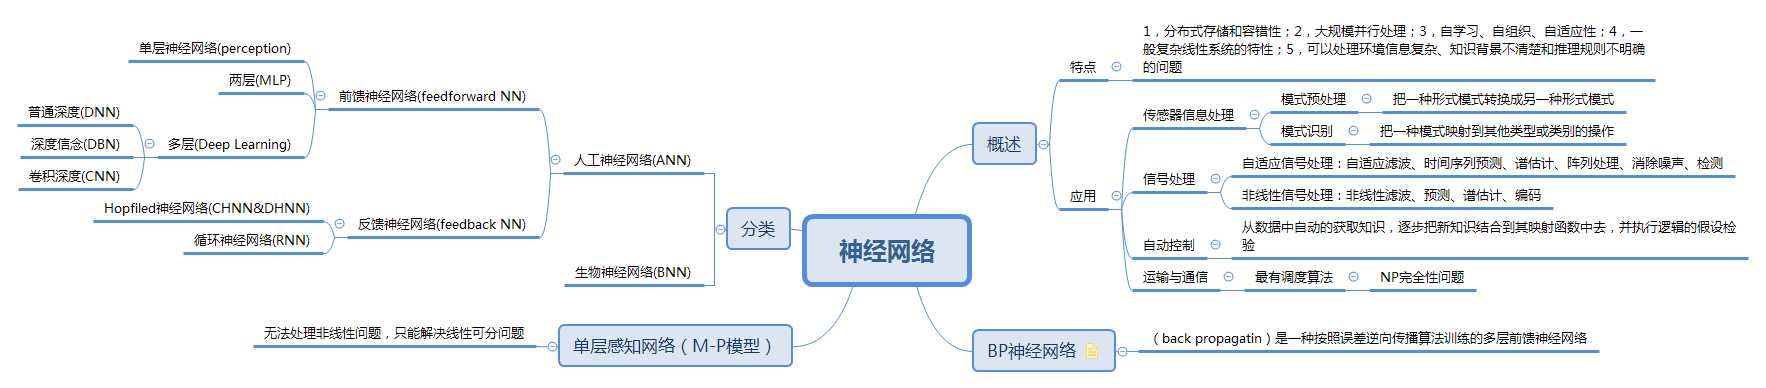 神经网络
概述
特点
1，分布式存储和容错性；2，大规模并行处理；3，自学习、自组织、自适应性；4，一
般复杂线性系统的特性；5，可以处理环境信息复杂、知识背景不清楚和推理规则不明确
的问题
应用
传感器信息处理
模式预处理
把一种形式模式转换成另一种形式模式
模式识别
把一种模式映射到其他类型或类别的操作
信号处理
自适应信号处理：自适应滤波、时间序列预测、谱估计、阵列处理、消除噪声、检测
非线性信号处理：非线性滤波、预测、谱估计、编码
自动控制
从数据中自动的获取知识，逐步把新知识结合到其映射函数中去，并执行逻辑的假设检
验
运输与通信
最有调度算法
NP完全性问题
BP神经网络
（back propagatin）是一种按照误差逆向传播算法训练的多层前馈神经网络
分类
人工神经网络(ANN)
前馈神经网络(feedforward NN)
单层神经网络(perception)
两层(MLP)
多层(Deep Learning)
普通深度(DNN)
深度信念(DBN)
卷积深度(CNN)
反馈神经网络(feedback NN)
Hopfiled神经网络(CHNN&DHNN)
循环神经网络(RNN)
生物神经网络(BNN)
单层感知网络（M-P模型）
无法处理非线性问题，只能解决线性可分问题